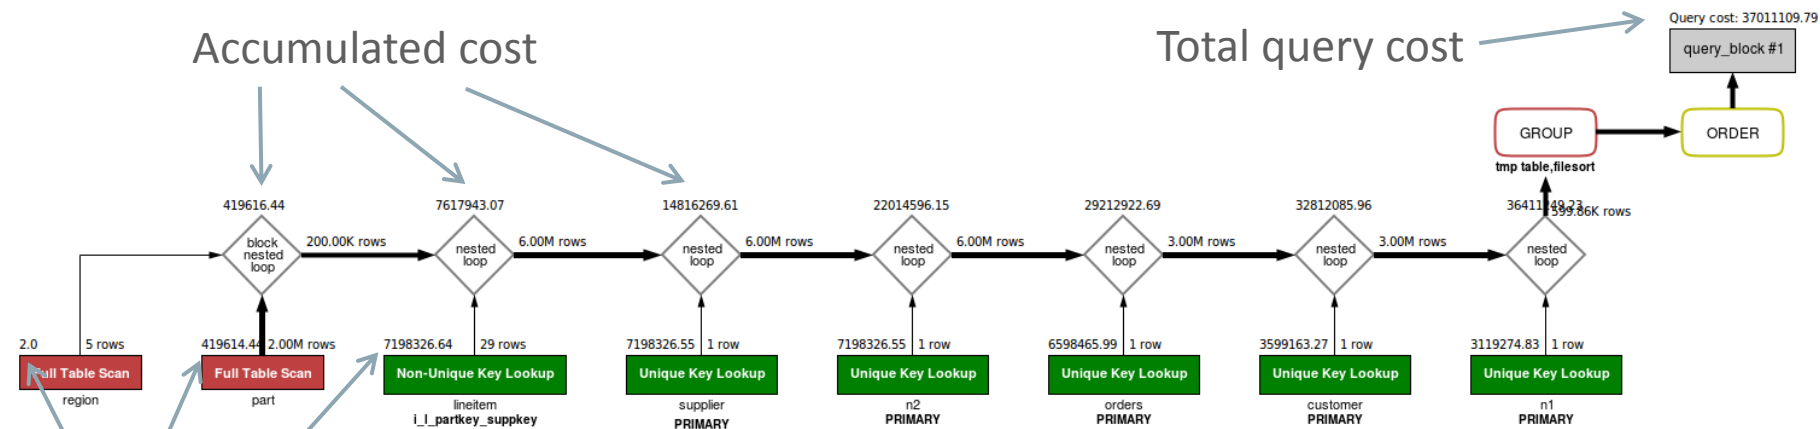 Accumulated cost
Total query cost
Query cost: 37011109.79
query_block #1
GROUP
ORDER
tmp table,filesort
419616.44
7617943.07
14816269.61
22014596.15
29212922.69
32812085.96
36411249.23
599.86K rows
block
nested
loop
200.00K rows
nested
loop
6.00M rows
nested
loop
6.00M rows
nested
loop
6.00M rows
nested
loop
3.00M rows
nested
loop
3.00M rows
nested
loop
2.0
5 rows
419614.44
2.00M rows
7198326.64
29 rows
7198326.55
1 row
7198326.55
1 row
6598465.99
1 row
3599163.27
1 row
3119274.83
1 row
Full Table Scan
Full Table Scan
Non-Unique Key Lookup
Unique Key Lookup
Unique Key Lookup
Unique Key Lookup
Unique Key Lookup
Unique Key Lookup
region
part
lineitem
i_l_partkey_suppkey
supplier
PRIMARY
n2
PRIMARY
orders
PRIMARY
customer
PRIMARY
n1
PRIMARY